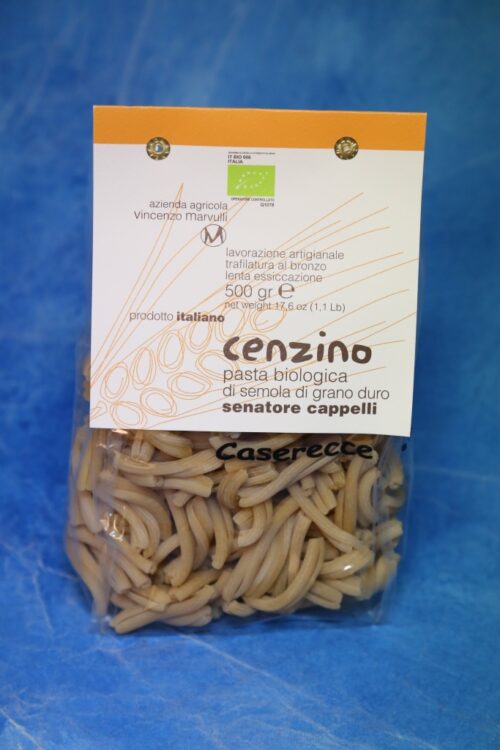 IT BIO 006
ITALIA
azienda agricola
vincenzo marvulli
M
lavorazione artigianale
trafilatura al bronzo
lenta essiccazione
500 gr ℮
net weight 17,6 oz (1,1 Lb)
prodotto italiano
cenzino
pasta biologica
di semola di grano duro
senatore cappelli
Caserecce